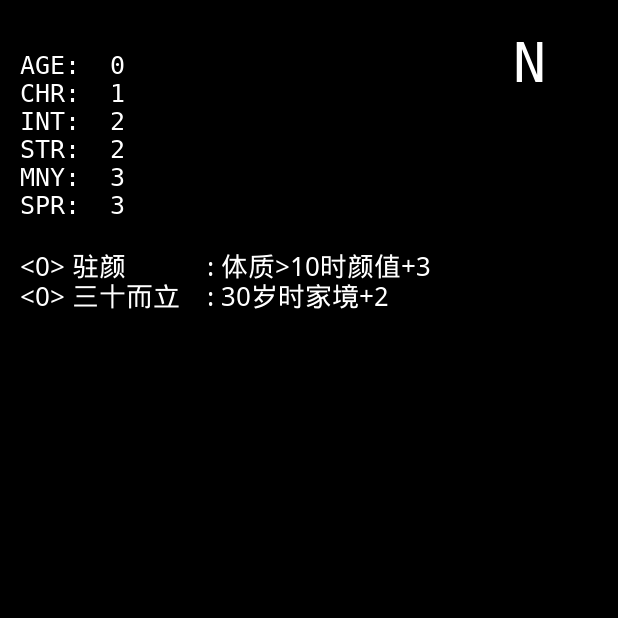 N
AGE: 0
CHR: 1
INT: 2
STR: 2
MNY: 3
SPR: 3
<0> 驻颜 : 体质>10时颜值+3
<0> 三十而立 : 30岁时家境+2